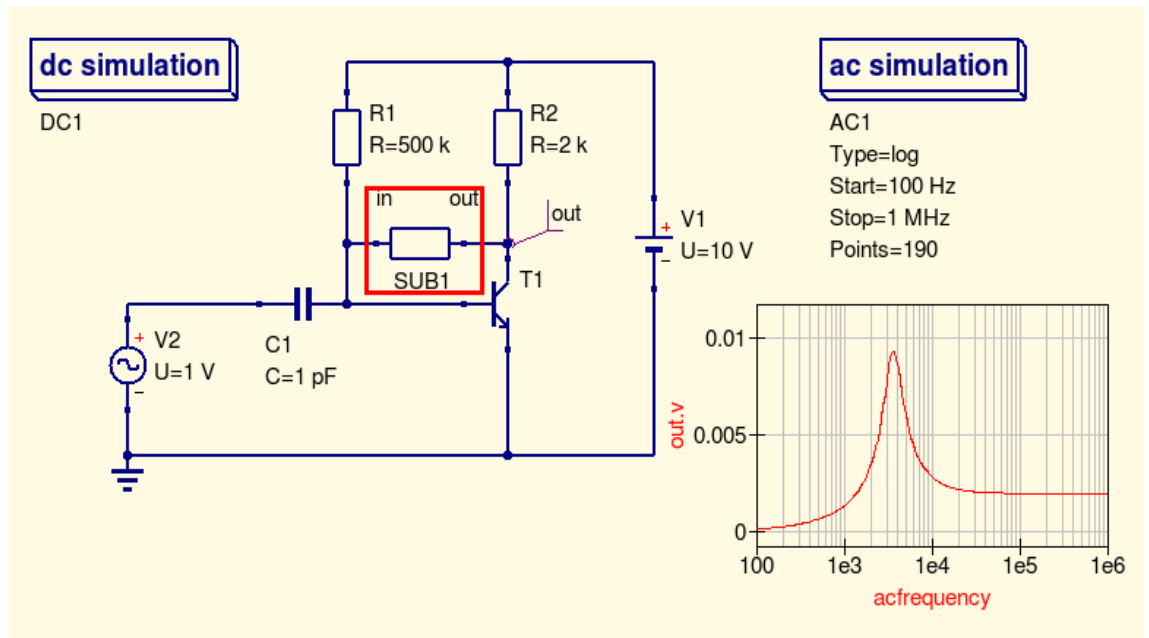 dc simulation
DC1
R1
R=500 k
R2
R=2 k
in
out
SUB1
out
T1
+
V1
U=10 V
_
+
V2
U=1 V
_
C1
C=1 pF
ac simulation
AC1
Type=log
Start=100 Hz
Stop=1 MHz
Points=190
0.01
0.005
0
out.v
100
1e3
1e4
1e5
1e6
acfrequency